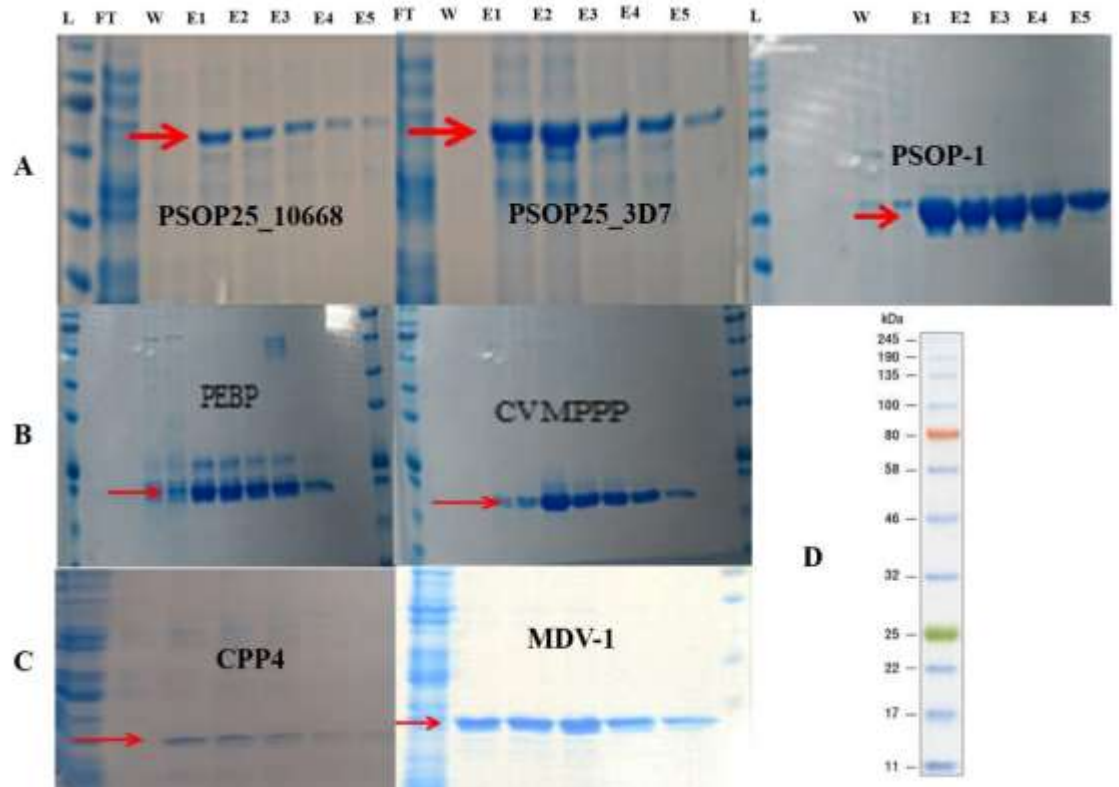 L FT W E1 E2 E3 E4 E5 FT W E1 E2 E3 E4 E5 L W E1 E2 E3 E4 E5
A
PSOP25_10668
PSOP25_3D7
PSOP-1
B
PEBP
CVMPPP
C
CPP4
MDV-1
D
kDa
245
190
135
100
80
58
46
32
25
22
17
11